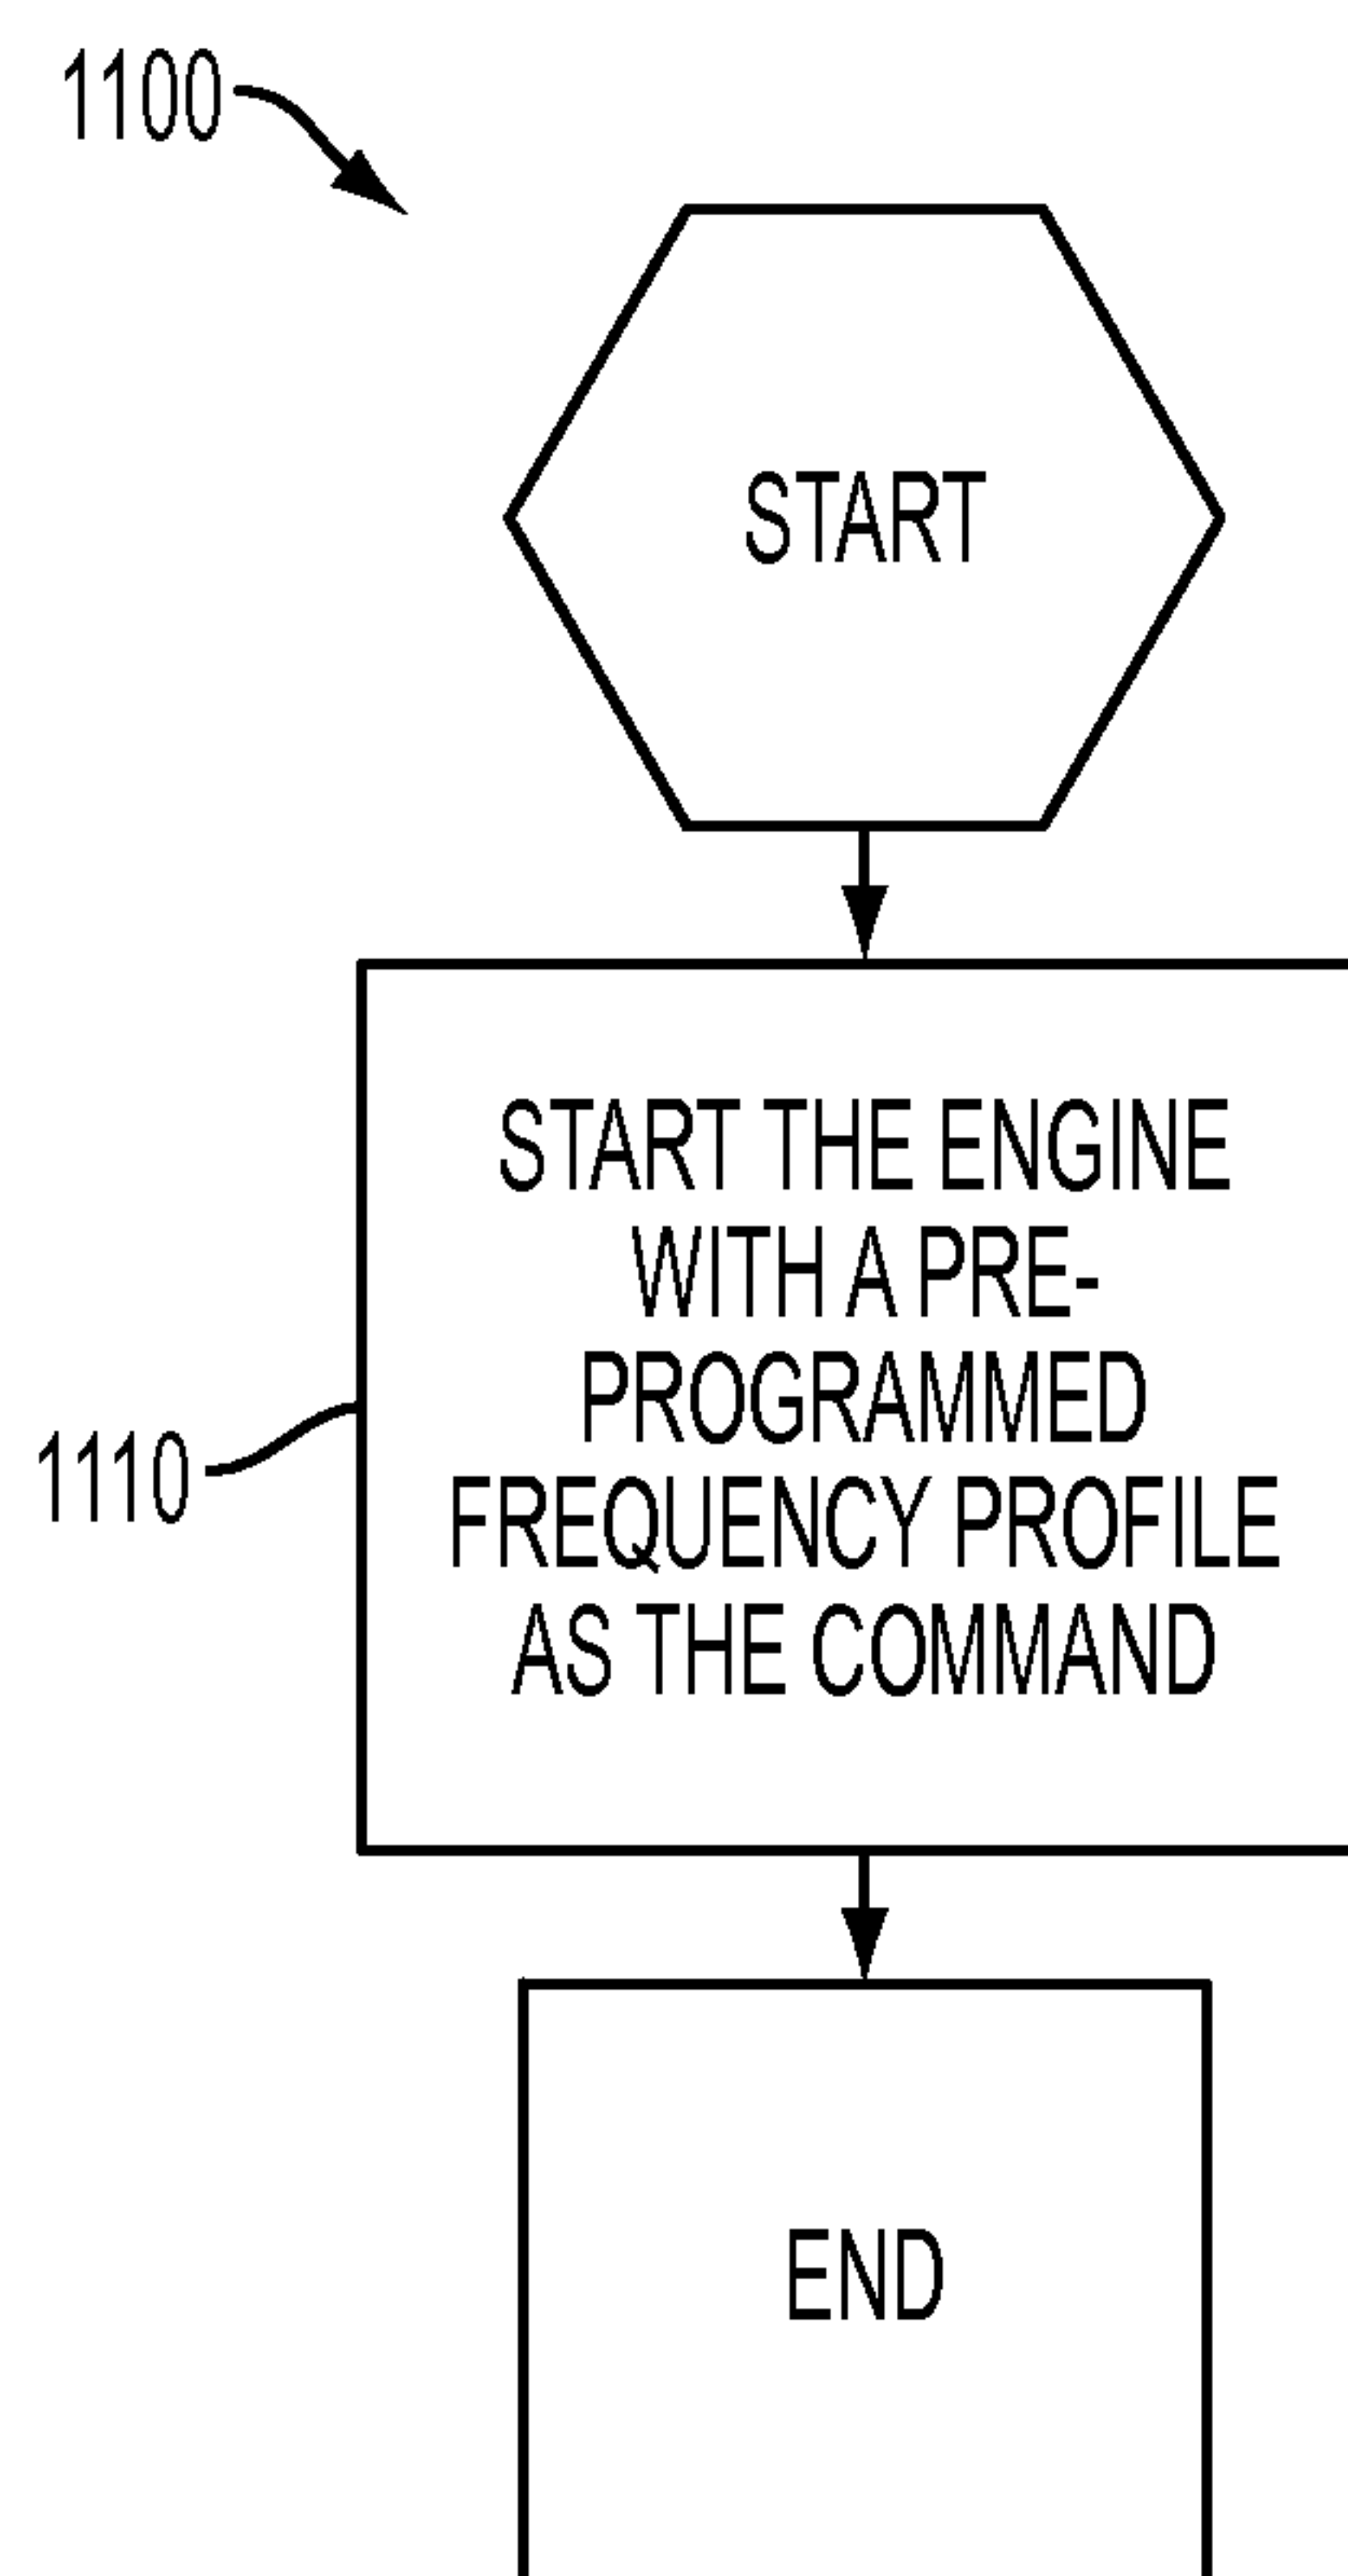 1100
START
START THE ENGINE
WITH A PRE-
PROGRAMMED
FREQUENCY PROFILE
AS THE COMMAND
1110
END